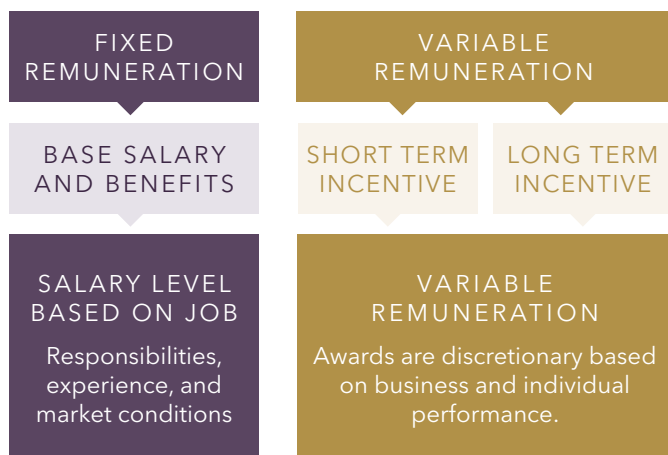 FIXED
REMUNERATION
VARIABLE
REMUNERATION
BASE SALARY
AND BENEFITS
SHORT TERM
INCENTIVE
LONG TERM
INCENTIVE
SALARY LEVEL
BASED ON JOB
Responsibilities,
experience, and
market conditions
VARIABLE
REMUNERATION
Awards are discretionary based
on business and individual
performance.